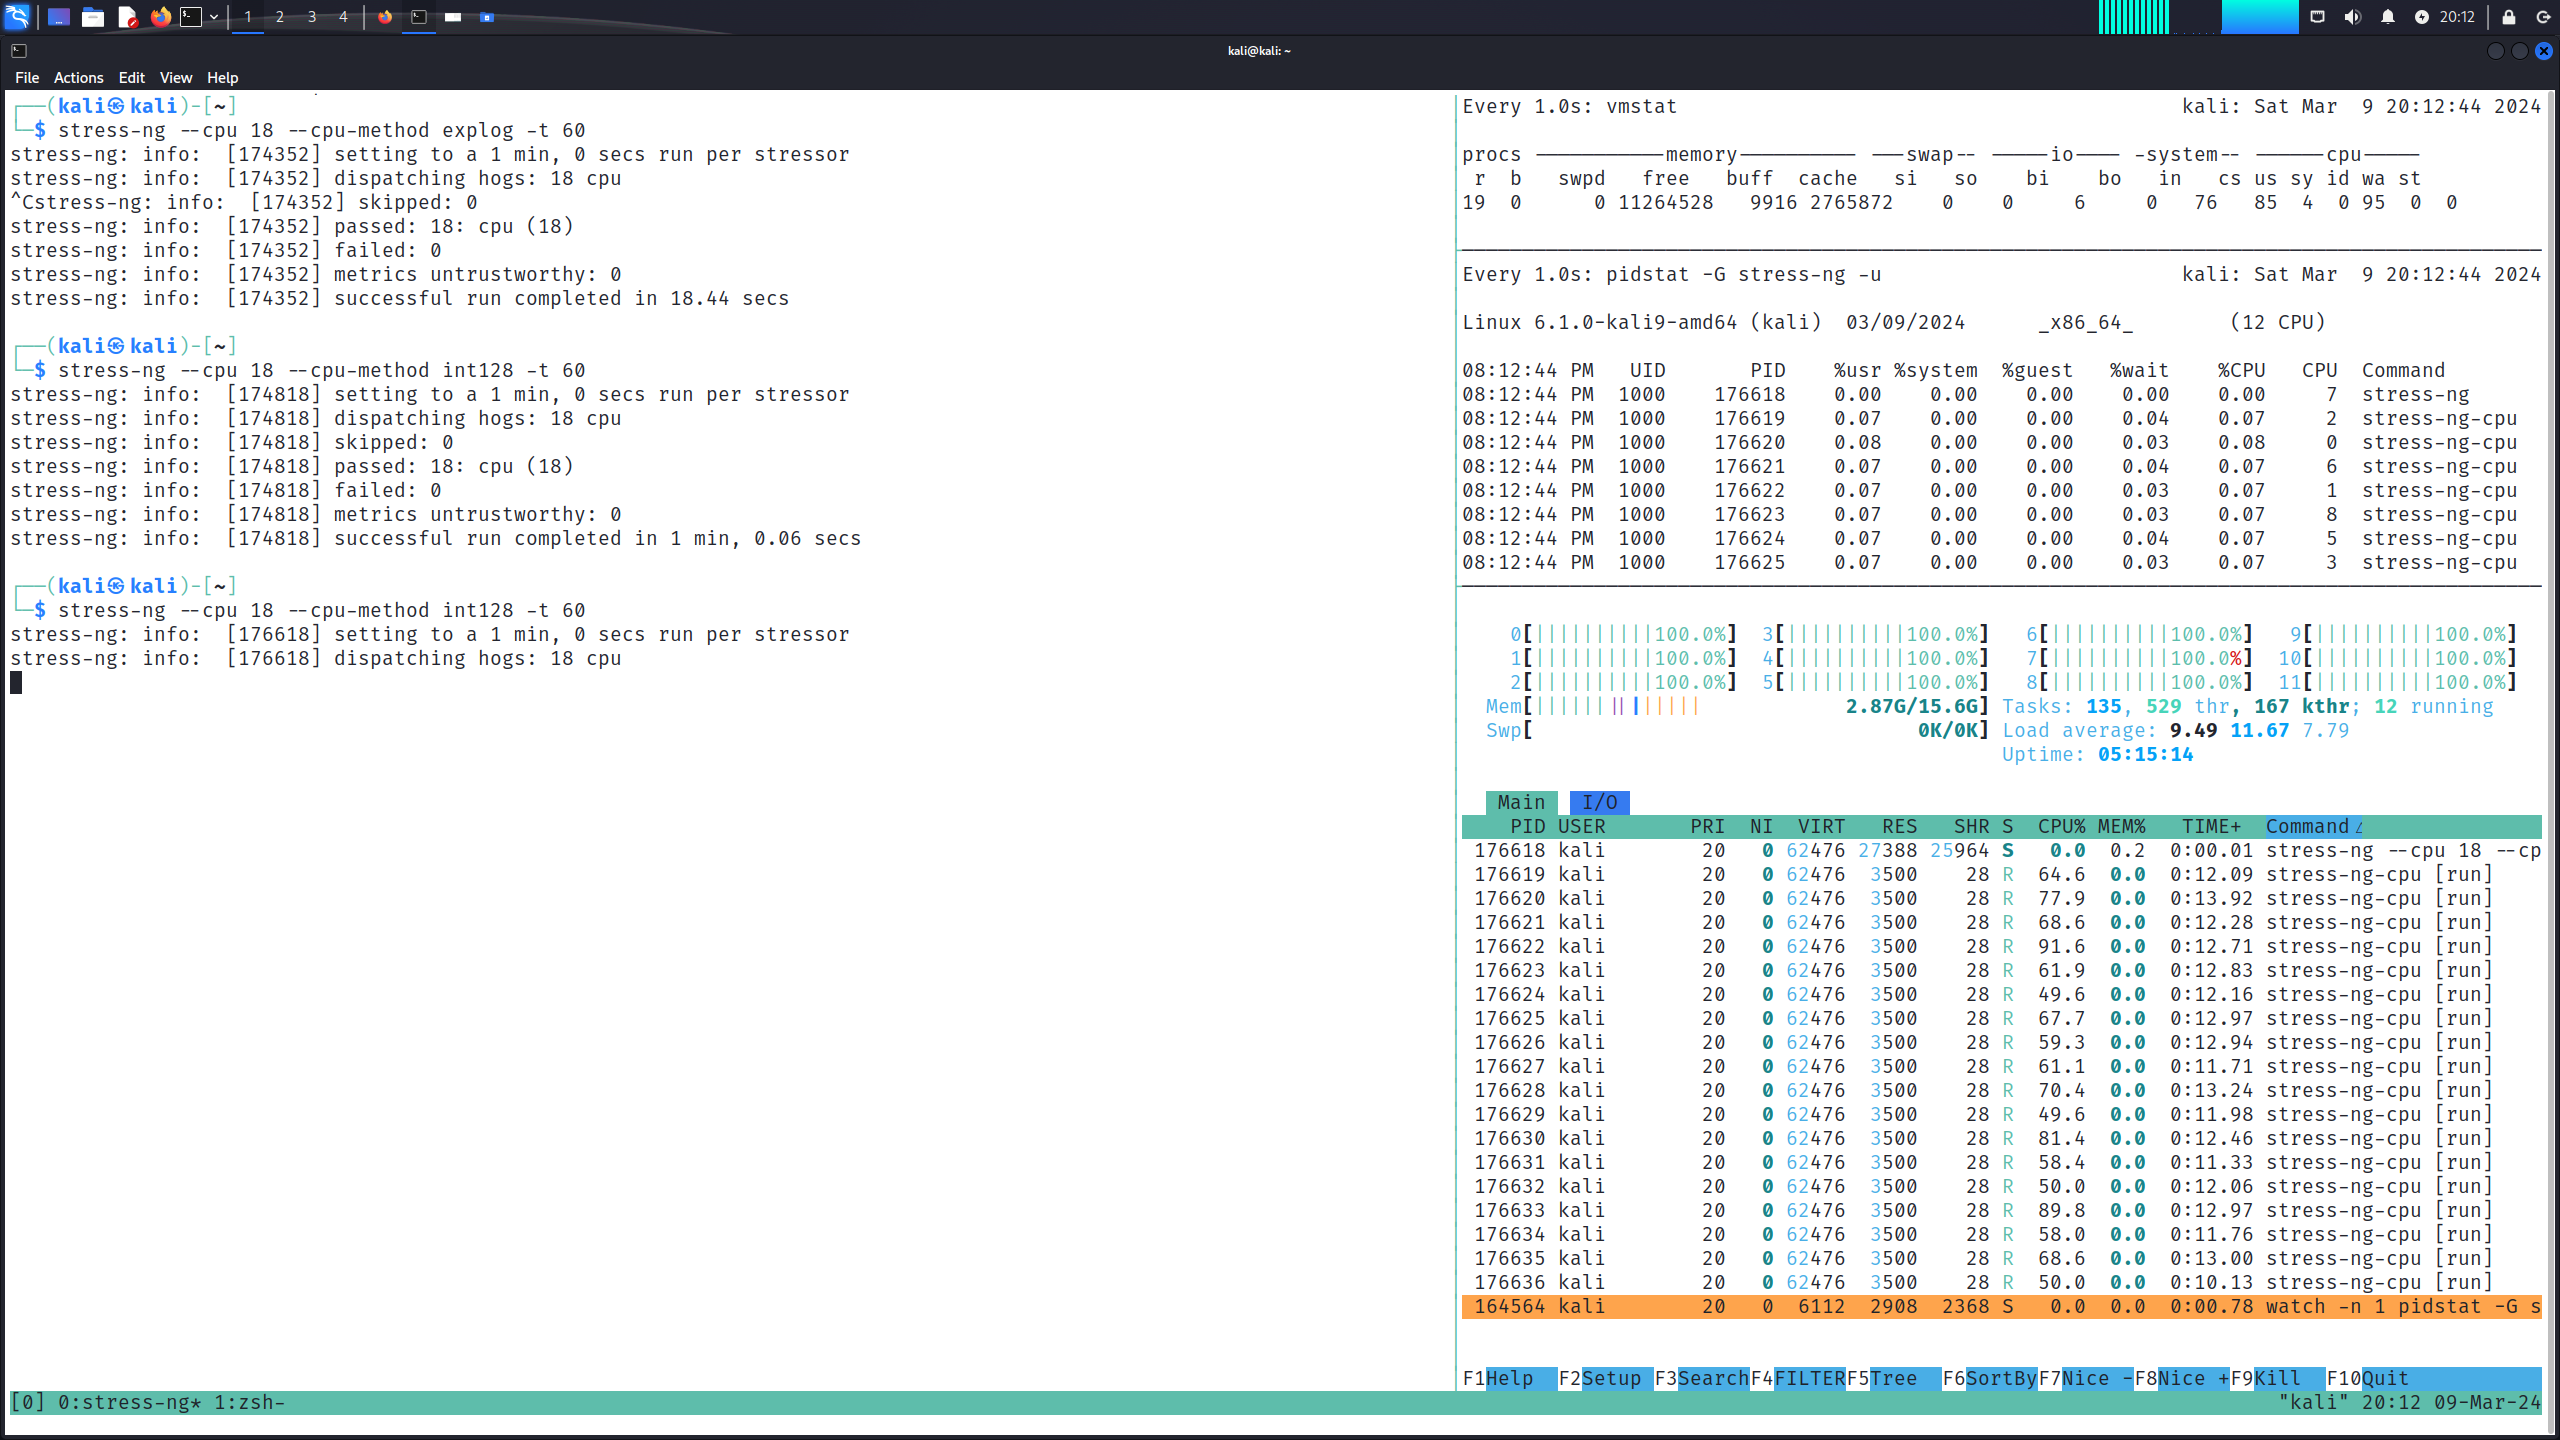 1 2 3 4 20:12
kali@kali: ~
File Actions Edit View Help
┌──(kali㉿kali)-[~]
└─$ stress-ng --cpu 18 --cpu-method explog -t 60
stress-ng: info:  [174352] setting to a 1 min, 0 secs run per stressor
stress-ng: info:  [174352] dispatching hogs: 18 cpu
^Cstress-ng: info:  [174352] skipped: 0
stress-ng: info:  [174352] passed: 18: cpu (18)
stress-ng: info:  [174352] failed: 0
stress-ng: info:  [174352] metrics untrustworthy: 0
stress-ng: info:  [174352] successful run completed in 18.44 secs
┌──(kali㉿kali)-[~]
└─$ stress-ng --cpu 18 --cpu-method int128 -t 60
stress-ng: info:  [174818] setting to a 1 min, 0 secs run per stressor
stress-ng: info:  [174818] dispatching hogs: 18 cpu
stress-ng: info:  [174818] skipped: 0
stress-ng: info:  [174818] passed: 18: cpu (18)
stress-ng: info:  [174818] failed: 0
stress-ng: info:  [174818] metrics untrustworthy: 0
stress-ng: info:  [174818] successful run completed in 1 min, 0.06 secs
┌──(kali㉿kali)-[~]
└─$ stress-ng --cpu 18 --cpu-method int128 -t 60
stress-ng: info:  [176618] setting to a 1 min, 0 secs run per stressor
stress-ng: info:  [176618] dispatching hogs: 18 cpu
Every 1.0s: vmstat kali: Sat Mar  9 20:12:44 2024
procs -----------memory---------- ---swap-- -----io---- -system-- ------cpu-----
r b swpd free buff cache si so bi bo in cs us sy id wa st
19 0 0 11264528 9916 2765872 0 0 6 0 76 85 4 0 95 0 0
Every 1.0s: pidstat -G stress-ng -u kali: Sat Mar  9 20:12:44 2024
Linux 6.1.0-kali9-amd64 (kali) 03/09/2024 _x86_64_ (12 CPU)
08:12:44 PM UID PID %usr %system %guest %wait %CPU CPU Command
08:12:44 PM 1000 176618 0.00 0.00 0.00 0.00 0.00 7 stress-ng
08:12:44 PM 1000 176619 0.07 0.00 0.00 0.04 0.07 2 stress-ng-cpu
08:12:44 PM 1000 176620 0.08 0.00 0.00 0.03 0.08 0 stress-ng-cpu
08:12:44 PM 1000 176621 0.07 0.00 0.00 0.04 0.07 6 stress-ng-cpu
08:12:44 PM 1000 176622 0.07 0.00 0.00 0.03 0.07 1 stress-ng-cpu
08:12:44 PM 1000 176623 0.07 0.00 0.00 0.03 0.07 8 stress-ng-cpu
08:12:44 PM 1000 176624 0.07 0.00 0.00 0.04 0.07 5 stress-ng-cpu
08:12:44 PM 1000 176625 0.07 0.00 0.00 0.03 0.07 3 stress-ng-cpu
0[||||||||||100.0%] 3[||||||||||100.0%] 6[||||||||||100.0%] 9[||||||||||100.0%]
1[||||||||||100.0%] 4[||||||||||100.0%] 7[||||||||||100.0%] 10[||||||||||100.0%]
2[||||||||||100.0%] 5[||||||||||100.0%] 8[||||||||||100.0%] 11[||||||||||100.0%]
Mem[|||||||||||||| 2.87G/15.6G] Tasks: 135, 529 thr, 167 kthr; 12 running
Swp[ 0K/0K] Load average: 9.49 11.67 7.79
Uptime: 05:15:14
Main I/O
PID USER PRI NI VIRT RES SHR S CPU% MEM% TIME+ Command△
176618 kali 20 0 62476 27388 25964 S 0.0 0.2 0:00.01 stress-ng --cpu 18 --cp
176619 kali 20 0 62476 3500 28 R 64.6 0.0 0:12.09 stress-ng-cpu [run]
176620 kali 20 0 62476 3500 28 R 77.9 0.0 0:13.92 stress-ng-cpu [run]
176621 kali 20 0 62476 3500 28 R 68.6 0.0 0:12.28 stress-ng-cpu [run]
176622 kali 20 0 62476 3500 28 R 91.6 0.0 0:12.71 stress-ng-cpu [run]
176623 kali 20 0 62476 3500 28 R 61.9 0.0 0:12.83 stress-ng-cpu [run]
176624 kali 20 0 62476 3500 28 R 49.6 0.0 0:12.16 stress-ng-cpu [run]
176625 kali 20 0 62476 3500 28 R 67.7 0.0 0:12.97 stress-ng-cpu [run]
176626 kali 20 0 62476 3500 28 R 59.3 0.0 0:12.94 stress-ng-cpu [run]
176627 kali 20 0 62476 3500 28 R 61.1 0.0 0:11.71 stress-ng-cpu [run]
176628 kali 20 0 62476 3500 28 R 70.4 0.0 0:13.24 stress-ng-cpu [run]
176629 kali 20 0 62476 3500 28 R 49.6 0.0 0:11.98 stress-ng-cpu [run]
176630 kali 20 0 62476 3500 28 R 81.4 0.0 0:12.46 stress-ng-cpu [run]
176631 kali 20 0 62476 3500 28 R 58.4 0.0 0:11.33 stress-ng-cpu [run]
176632 kali 20 0 62476 3500 28 R 50.0 0.0 0:12.06 stress-ng-cpu [run]
176633 kali 20 0 62476 3500 28 R 89.8 0.0 0:12.97 stress-ng-cpu [run]
176634 kali 20 0 62476 3500 28 R 58.0 0.0 0:11.76 stress-ng-cpu [run]
176635 kali 20 0 62476 3500 28 R 68.6 0.0 0:13.00 stress-ng-cpu [run]
176636 kali 20 0 62476 3500 28 R 50.0 0.0 0:10.13 stress-ng-cpu [run]
164564 kali 20 0 6112 2908 2368 S 0.0 0.0 0:00.78 watch -n 1 pidstat -G s
F1Help F2Setup F3SearchF4FILTERF5Tree F6SortByF7Nice -F8Nice +F9Kill F10Quit
[0] 0:stress-ng* 1:zsh- "kali" 20:12 09-Mar-24